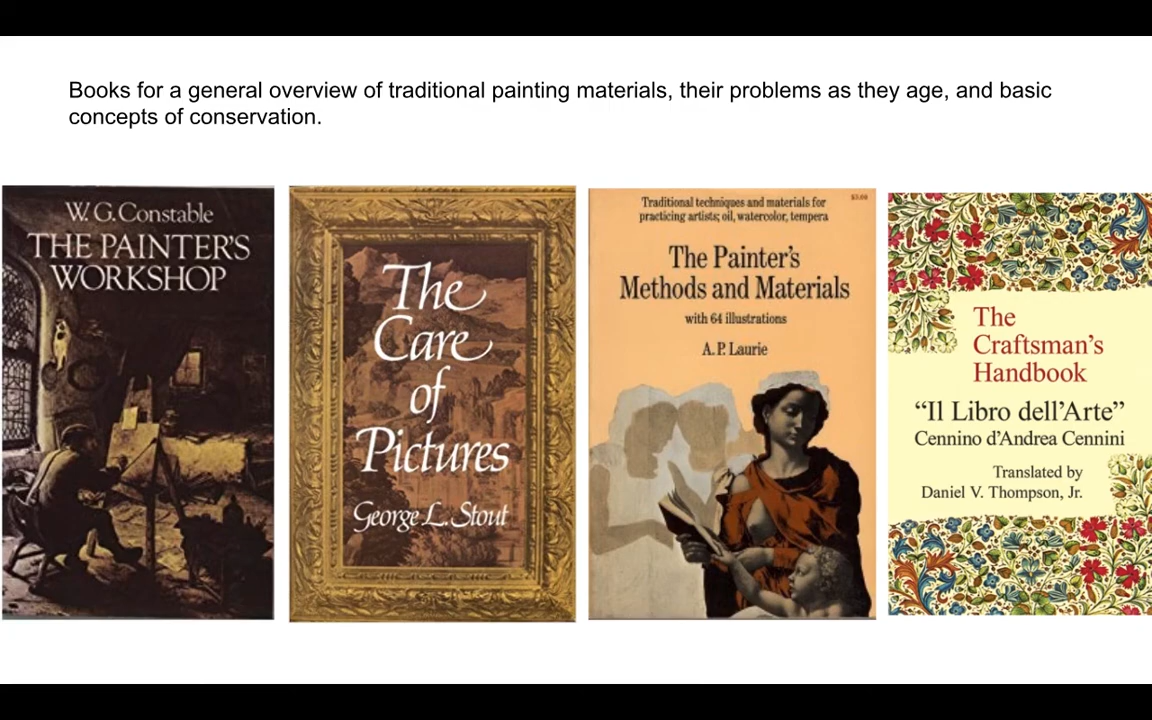 Books for a general overview of traditional painting materials, their problems as they age, and basic
concepts of conservation.
W. G. Constable
THE PAINTER'S
WORKSHOP
The
Care
of
Pictures
George L. Stout
Traditional techniques and materials for
practicing artists; oil, watercolor, tempera
$3.00
The Painter's
Methods and Materials
with 64 illustrations
A. P. Laurie
The
Craftsman's
Handbook
“Il Libro dell’Arte”
Cennino d’Andrea Cennini
Translated by
Daniel V. Thompson, Jr.